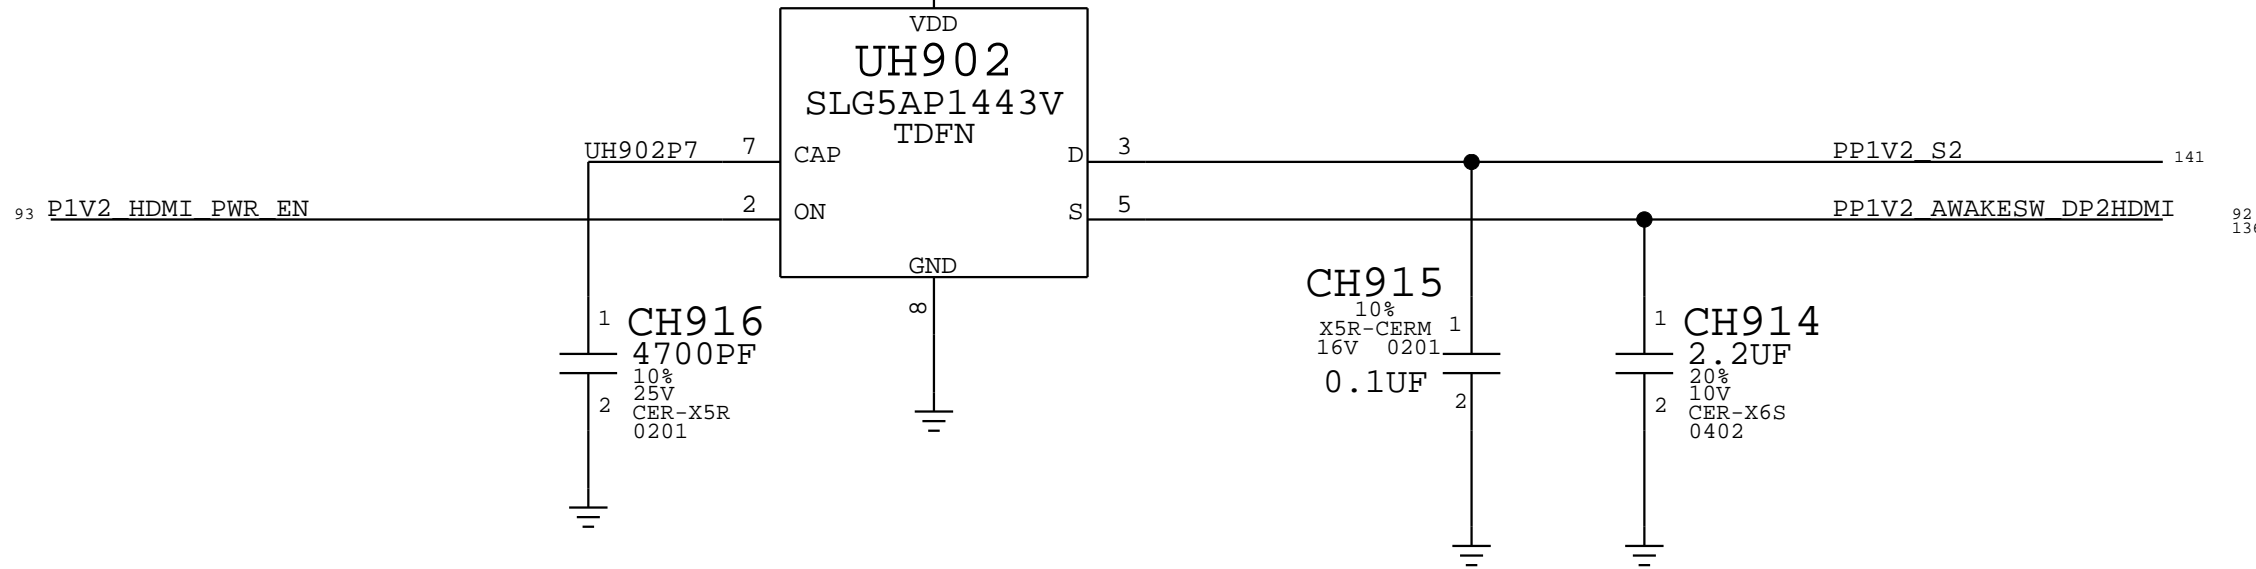 VDD
UH902
SLG5AP1443V
TDFN
UH902P7 7 CAP D 3 PP1V2_S2 141
93 P1V2_HDMI_PWR_EN 2 ON S 5 PP1V2_AWAKESW_DP2HDMI 92
136
GND
8
1 CH916
4700PF
10%
25V
2 CER-X5R
0201
CH915
10%
X5R-CERM 1
16V 0201
0.1UF
2
1 CH914
2.2UF
20%
10V
2 CER-X6S
0402